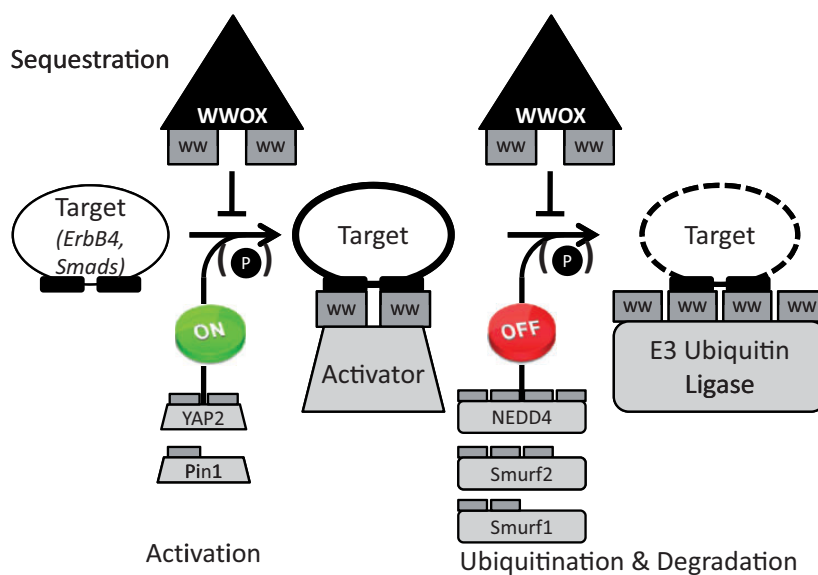 Sequestration
WWOX
WW WW
WWOX
WW WW
Target
(ErbB4,
Smads)
P
Target
WW WW
Activator
P
Target
WW WW WW WW
E3 Ubiquitin
Ligase
ON
YAP2
Pin1
OFF
NEDD4
Smurf2
Smurf1
Activation
Ubiquitination & Degradation